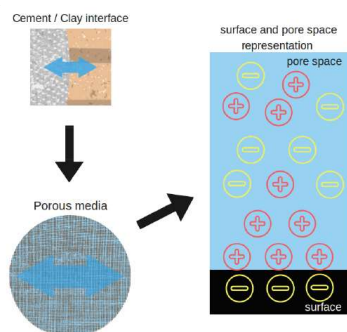 Cement / Clay interface
surface and pore space
representation
pore space
Porous media
surface